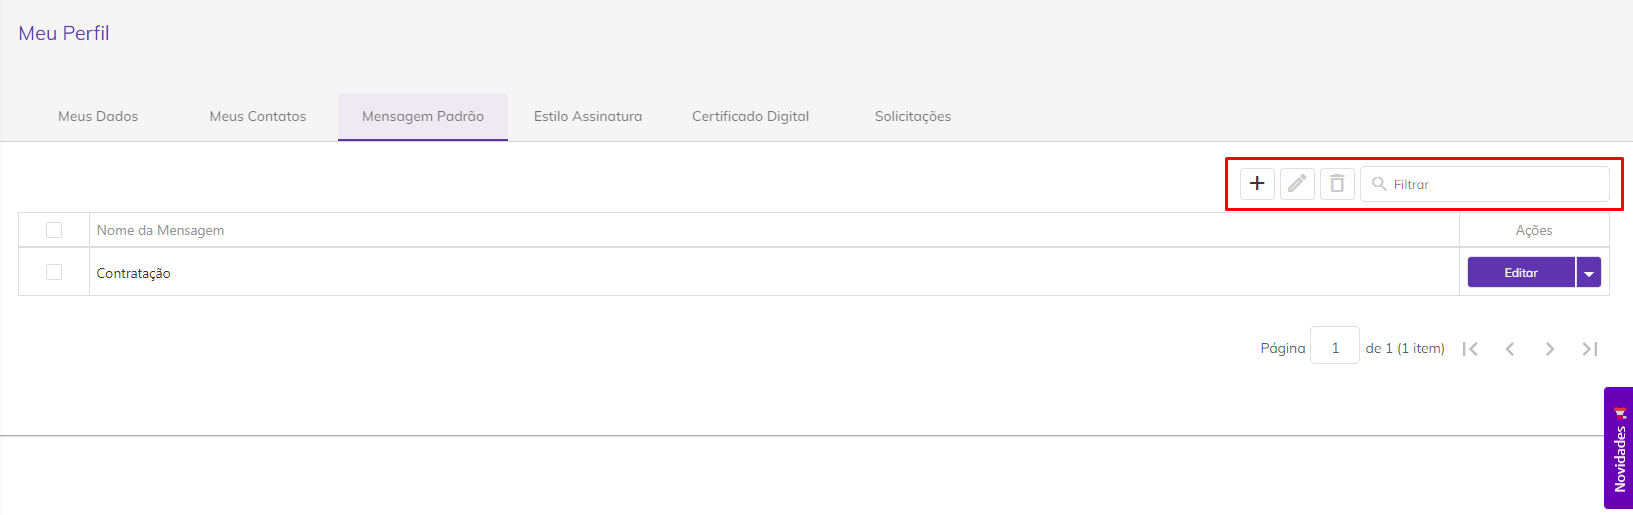 Meu Perfil
Meus Dados Meus Contatos Mensagem Padrão Estilo Assinatura Certificado Digital Solicitações
Filtrar
Nome da Mensagem Ações
Contratação Editar
Página 1 de 1 (1 item)
Novidades